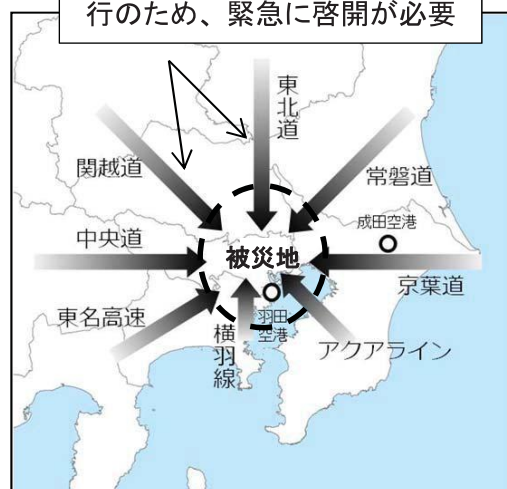 行のため、緊急に啓開が必要
東北道
関越道
常磐道
成田空港
中央道
被災地
京葉道
羽田
空港
東名高速
横羽線
アクアライン